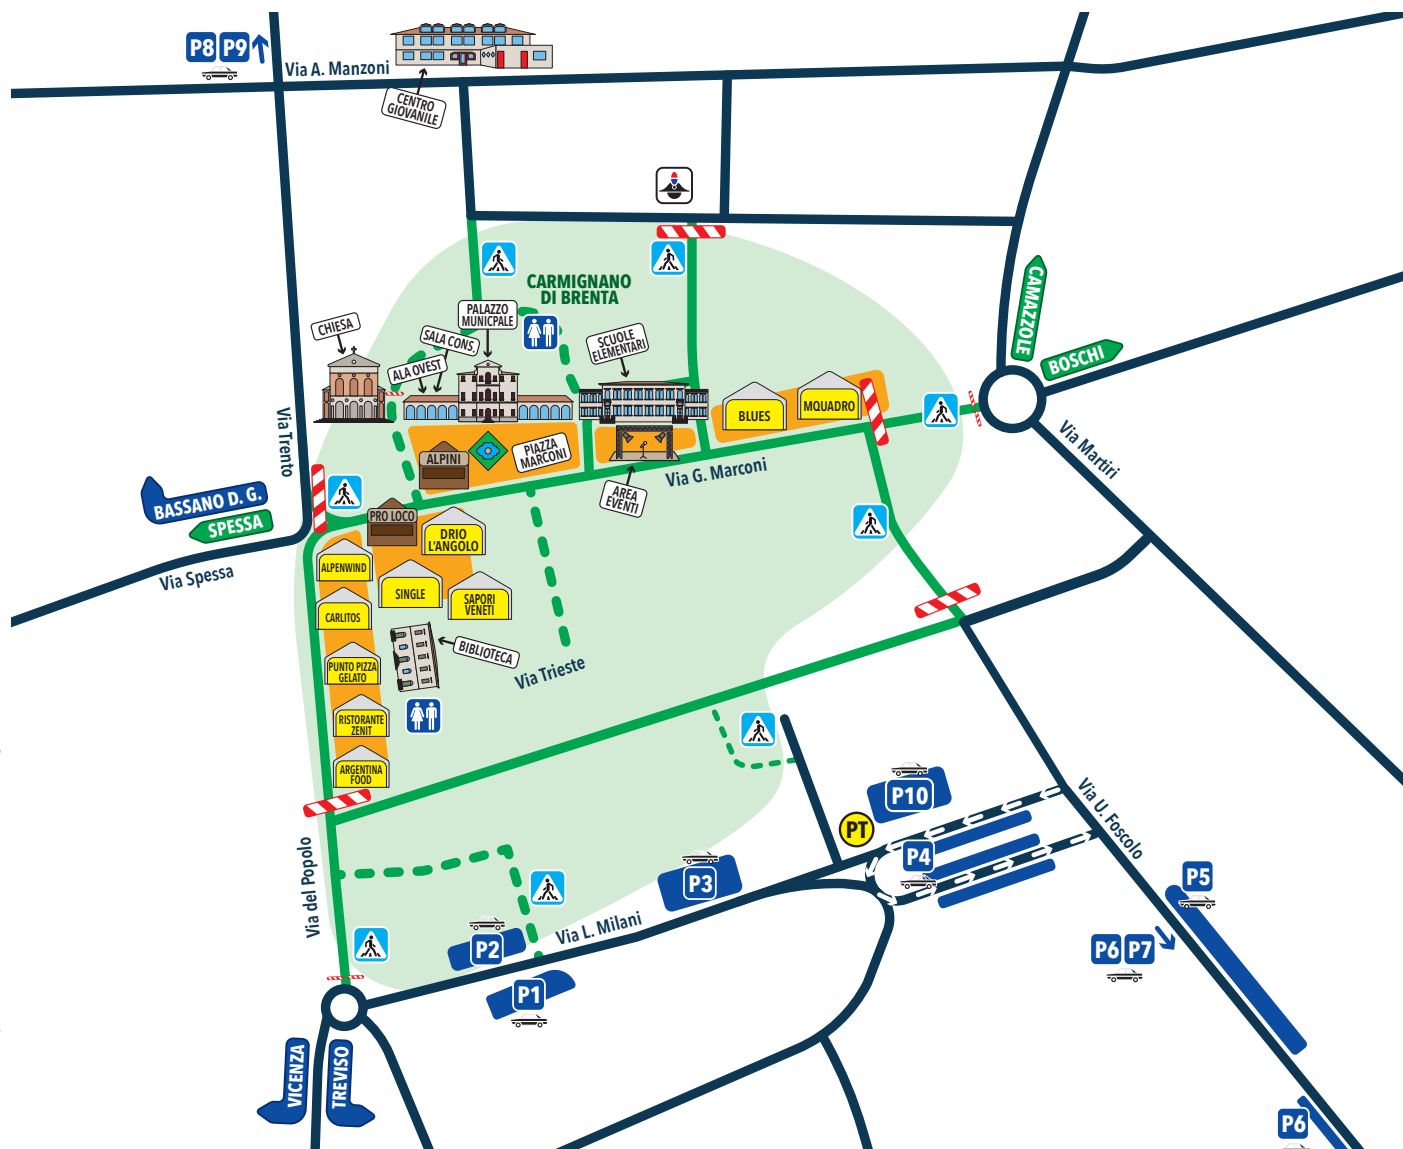 P8 P9
Via A. Manzoni
CENTRO
GIOVANILE
CARMIGNANO
DI BRENTA
PALAZZO
MUNICPALE
CHIESA
SALA CONS.
ALA OVEST
SCUOLE
ELEMENTARI
CAMAZZOLE
BOSCHI
BLUES
MQUADRO
Via Trento
ALPINI
PIAZZA
MARCONI
Via G. Marconi
Via Martiri
AREA
EVENTI
BASSANO D. G.
SPESSA
PRO LOCO
DRIO
L'ANGOLO
Via Spessa
ALPENWIND
SINGLE
SAPORI
VENETI
CARLITOS
BIBLIOTECA
PUNTO PIZZA
GELATO
Via Trieste
RISTORANTE
ZENIT
ARGENTINA
FOOD
P10
PT
P4
Via U. Foscolo
P3
P5
Via del Popolo
Via L. Milani
P2
P6 P7
P1
VICENZA
TREVISO
P6